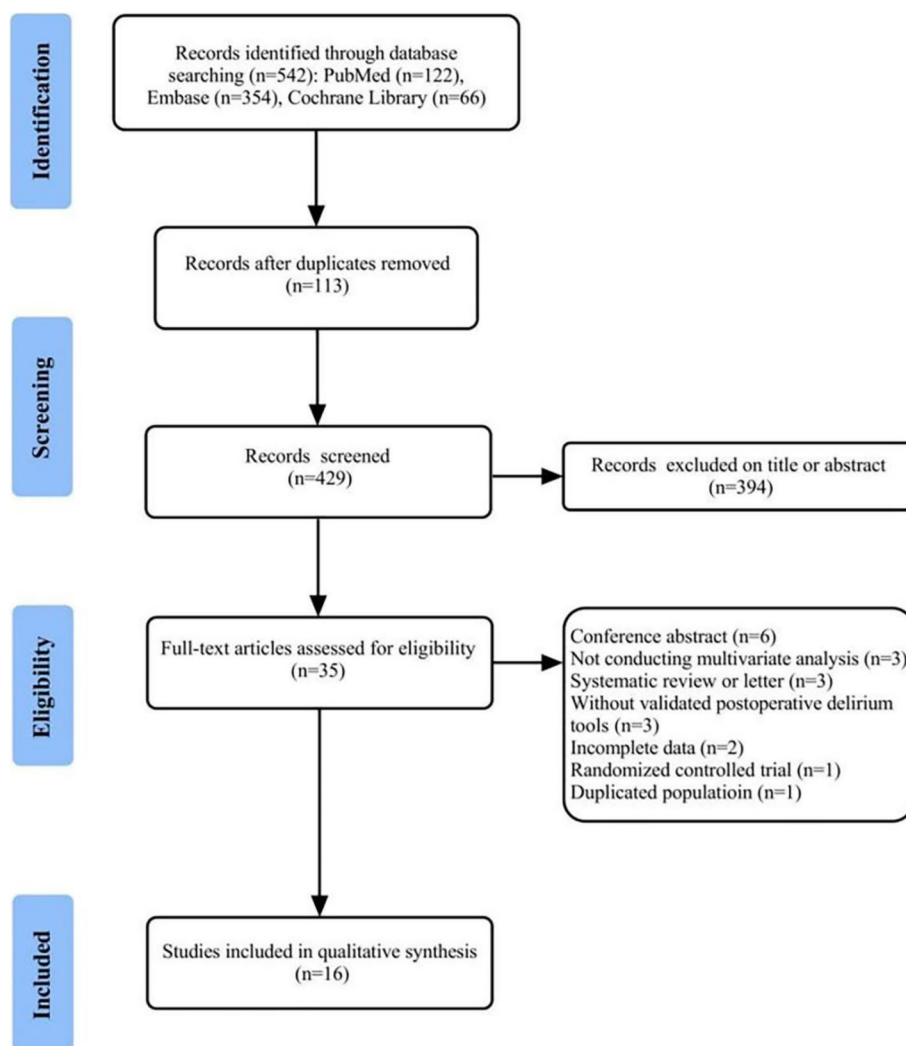 Identification
Records identified through database
searching (n=542): PubMed (n=122),
Embase (n=354), Cochrane Library (n=66)
Records after duplicates removed
(n=113)
Screening
Records screened
(n=429)
Records excluded on title or abstract
(n=394)
Eligibility
Full-text articles assessed for eligibility
(n=35)
Conference abstract (n=6)
Not conducting multivariate analysis (n=3)
Systematic review or letter (n=3)
Without validated postoperative delirium
tools (n=3)
Incomplete data (n=2)
Randomized controlled trial (n=1)
Duplicated populatioin (n=1)
Included
Studies included in qualitative synthesis
(n=16)